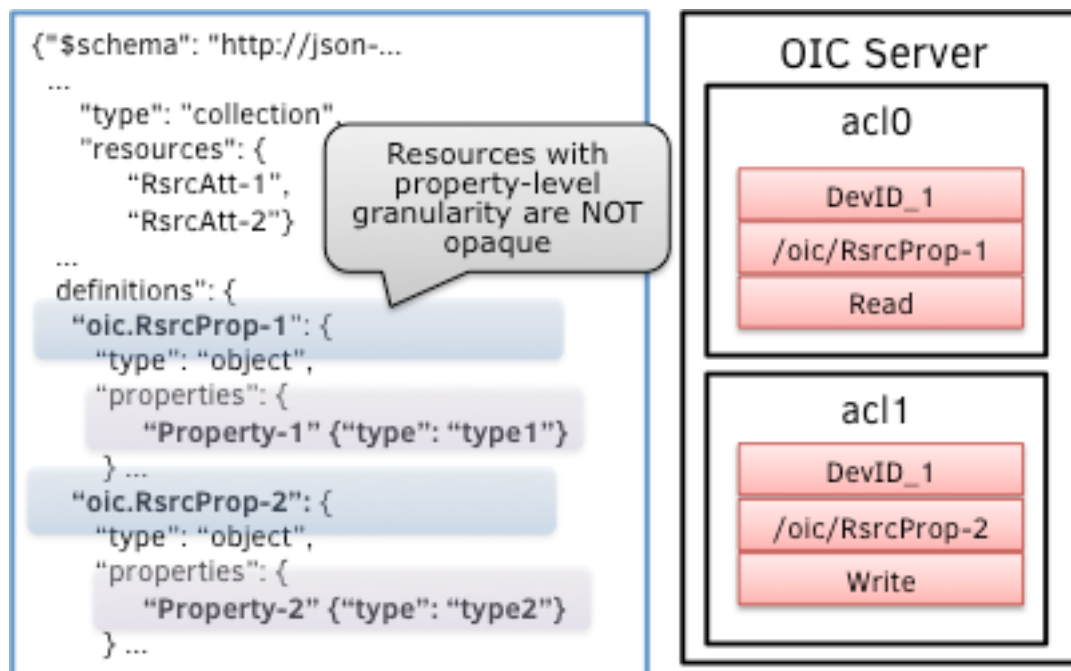 {"$schema": "http://json-...
...
"type": "collection",
"resources": {
“RsrcAtt-1”,
“RsrcAtt-2”}
...
definitions": {
“oic.RsrcProp-1": {
“type”: “object”,
“properties”: {
“Property-1” {“type”: “type1”}
} ...
“oic.RsrcProp-2”: {
“type”: “object”,
“properties”: {
“Property-2” {“type”: “type2”}
} ...
Resources with
property-level
granularity are NOT
opaque
OIC Server
acl0
DevID_1
/oic/RsrcProp-1
Read
acl1
DevID_1
/oic/RsrcProp-2
Write